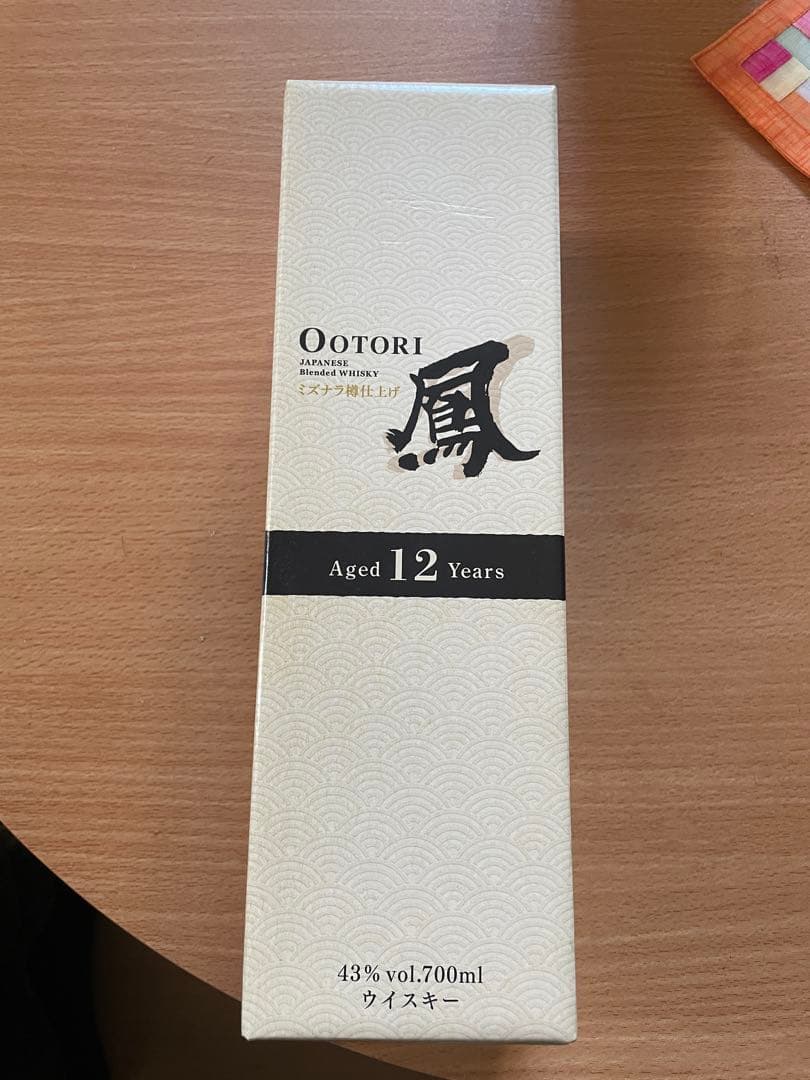 OOTORI
JAPANESE
Blended WHISKY
ミズナラ樽仕上げ
鳳
Aged 12 Years
43% vol.700ml
ウイスキー